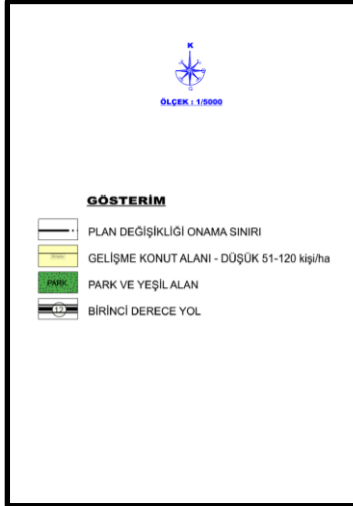 K
ÖLÇEK : 1/5000
GÖSTERİM
PLAN DEĞİŞİKLİĞİ ONAMA SINIRI
GELİŞME KONUT ALANI - DÜŞÜK 51-120 kişi/ha
PARK PARK VE YEŞİL ALAN
12 BİRİNCİ DERECE YOL